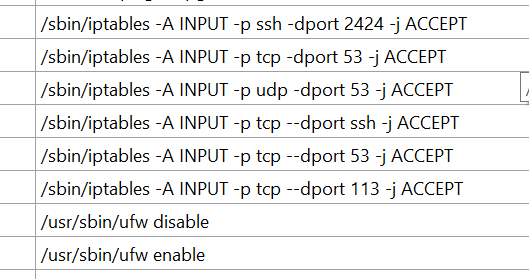 /sbin/iptables -A INPUT -p ssh -dport 2424 -j ACCEPT
/sbin/iptables -A INPUT -p tcp -dport 53 -j ACCEPT
/sbin/iptables -A INPUT -p udp -dport 53 -j ACCEPT
/sbin/iptables -A INPUT -p tcp --dport ssh -j ACCEPT
/sbin/iptables -A INPUT -p tcp --dport 53 -j ACCEPT
/sbin/iptables -A INPUT -p tcp --dport 113 -j ACCEPT
/usr/sbin/ufw disable
/usr/sbin/ufw enable